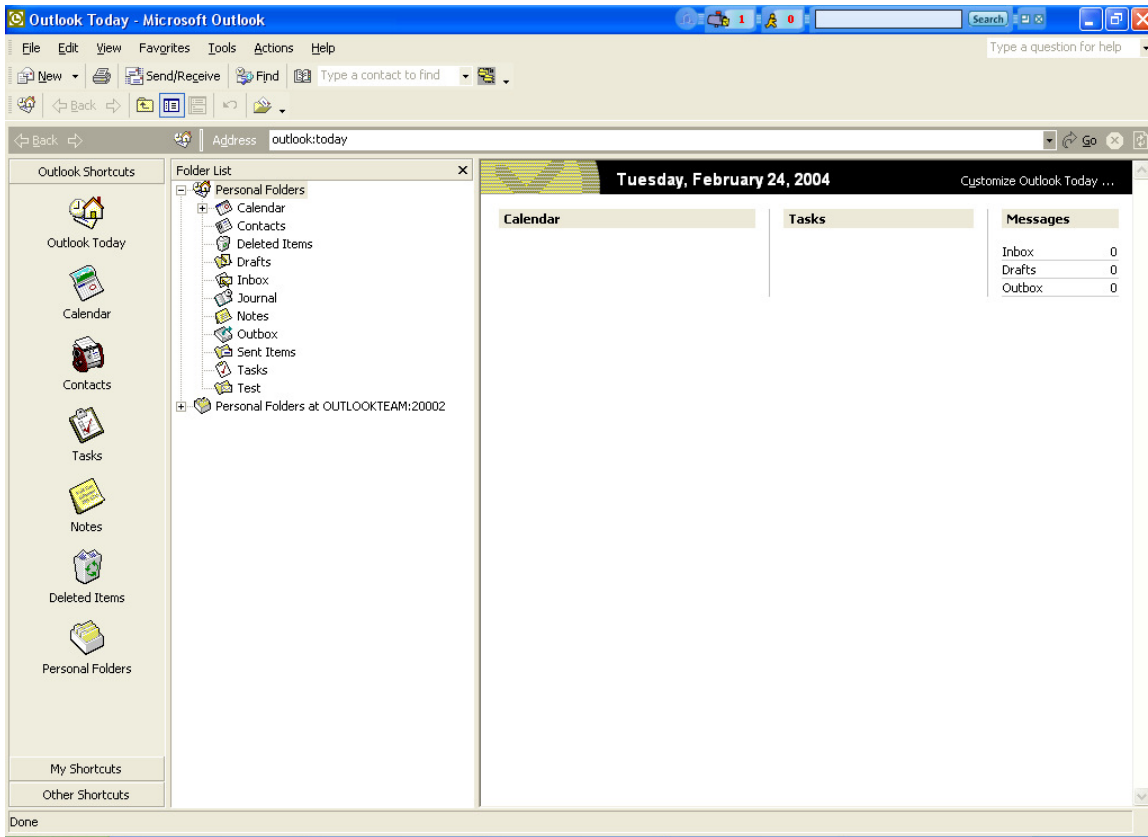 Outlook Today - Microsoft Outlook
1 0 Search
File Edit View Favorites Tools Actions Help
Type a question for help
New Send/Receive Find Type a contact to find
Back
Back Address outlook:today Go
Outlook Shortcuts
Outlook Today
Calendar
Contacts
Tasks
Notes
Deleted Items
Personal Folders
My Shortcuts
Other Shortcuts
Folder List
Personal Folders
Calendar
Contacts
Deleted Items
Drafts
Inbox
Journal
Notes
Outbox
Sent Items
Tasks
Test
Personal Folders at OUTLOOKTEAM:20002
Tuesday, February 24, 2004
Customize Outlook Today ...
Calendar
Tasks
Messages
Inbox 0
Drafts 0
Outbox 0
Done